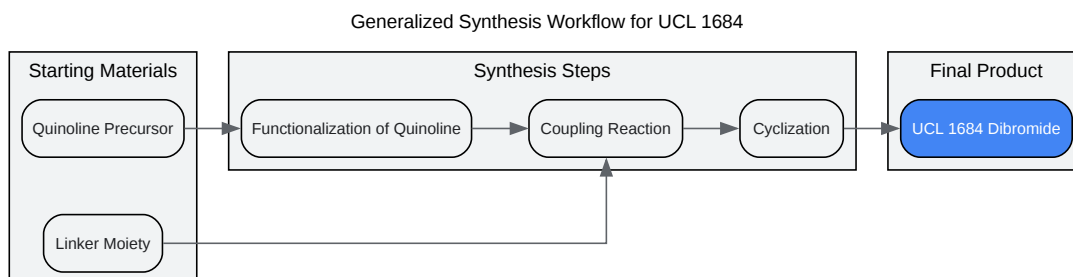 Generalized Synthesis Workflow for UCL 1684
Starting Materials
Synthesis Steps
Final Product
Quinoline Precursor
Functionalization of Quinoline
Coupling Reaction
Cyclization
UCL 1684 Dibromide
Linker Moiety